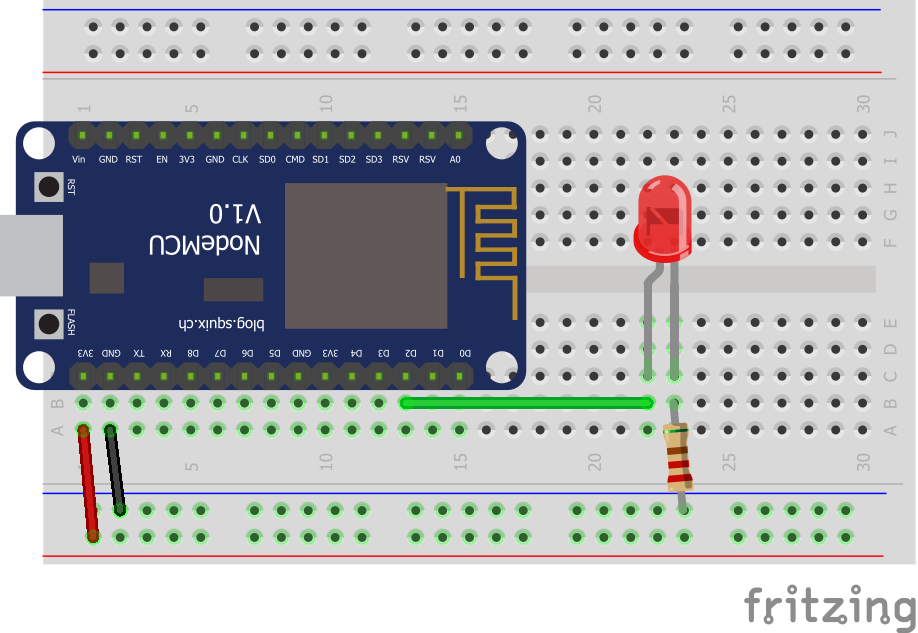 1 5 10 15 20 25 30
J
Vin GND RST EN 3V3 GND CLK SD0 CMD SD1 SD2 SD3 RSV RSV A0
I
RST
H
V1.0
G
NodeMCU
F
FLASH
blog.squix.ch
E
3V3 GND TX RX D8 D7 D6 D5 GND 3V3 D4 D3 D2 D1 D0
D
C
B B
A A
1 5 10 15 20 25 30
fritzing